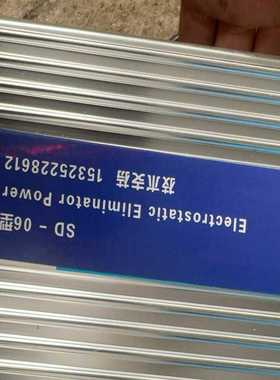 SD - 06型
Electrostatic Eliminator Power
技术支持 15325228612